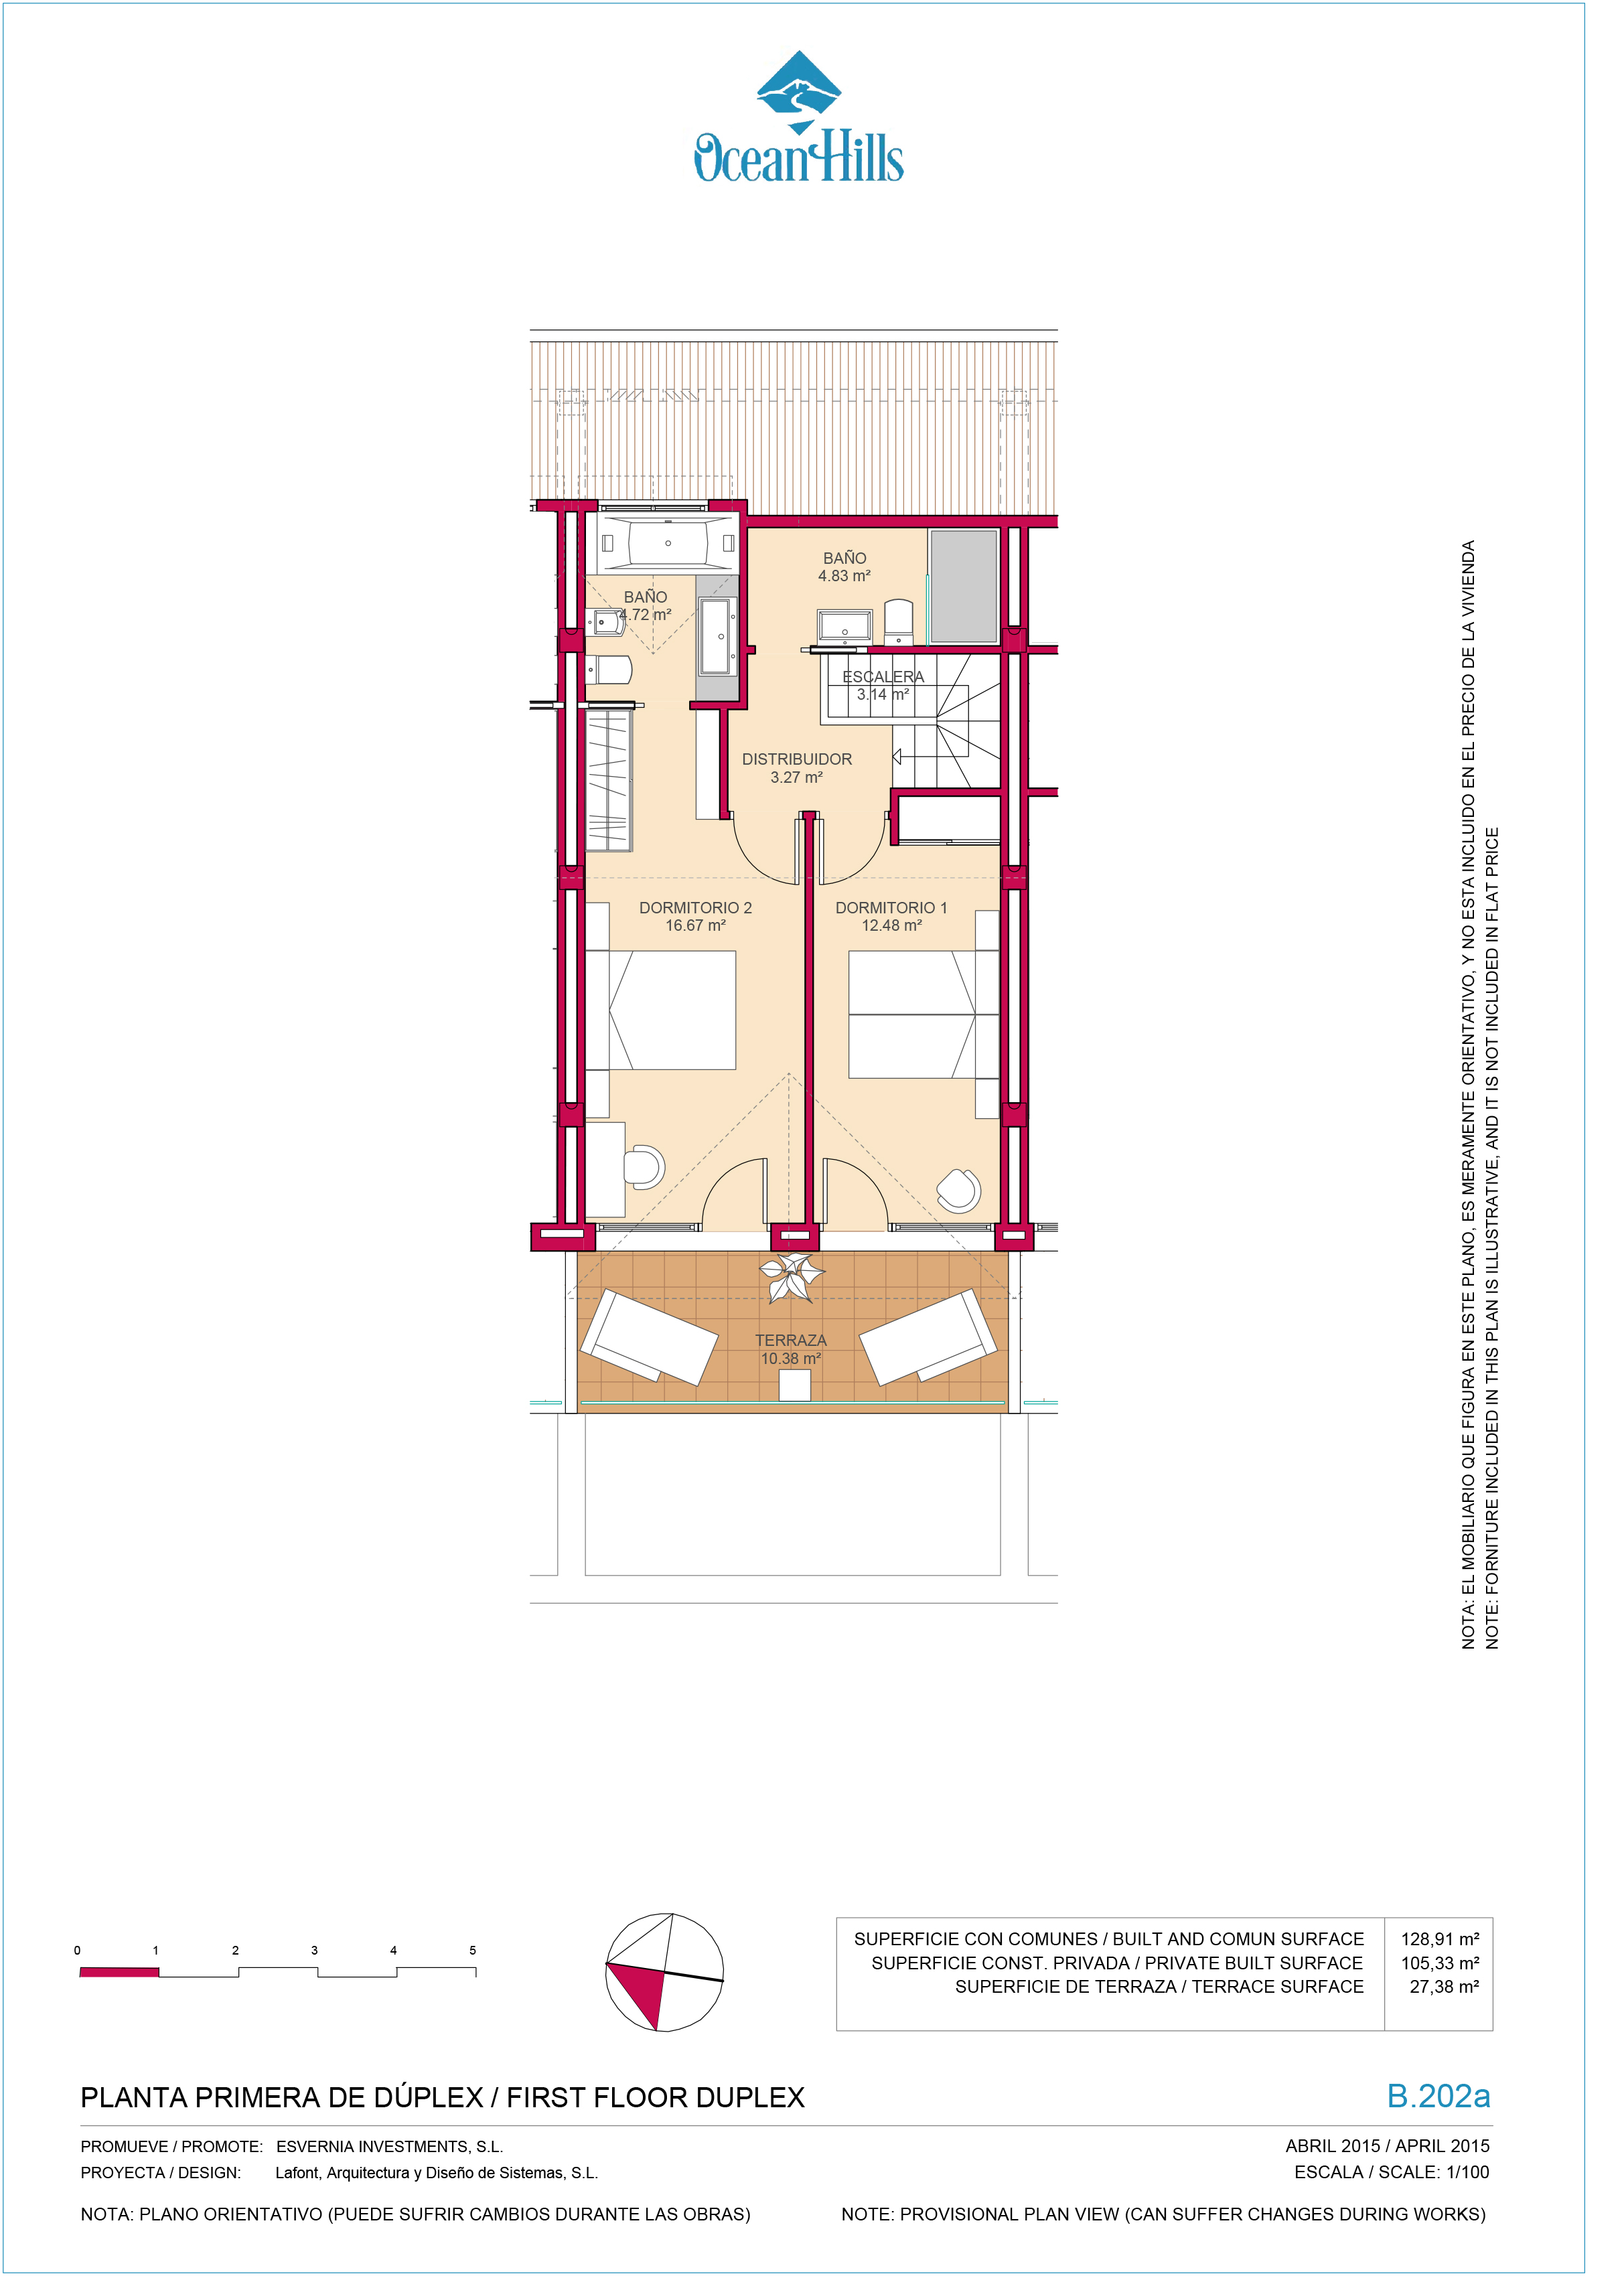 OceanHills
BAÑO
4.83 m²
BAÑO
4.72 m²
ESCALERA
3.14 m²
DISTRIBUIDOR
3.27 m²
DORMITORIO 2
16.67 m²
DORMITORIO 1
12.48 m²
TERRAZA
10.38 m²
NOTA: EL MOBILIARIO QUE FIGURA EN ESTE PLANO, ES MERAMENTE ORIENTATIVO, Y NO ESTA INCLUIDO EN EL PRECIO DE LA VIVIENDA
NOTE: FORNITURE INCLUDED IN THIS PLAN IS ILLUSTRATIVE, AND IT IS NOT INCLUDED IN FLAT PRICE
0 1 2 3 4 5
SUPERFICIE CON COMUNES / BUILT AND COMUN SURFACE 128,91 m²
SUPERFICIE CONST. PRIVADA / PRIVATE BUILT SURFACE 105,33 m²
SUPERFICIE DE TERRAZA / TERRACE SURFACE 27,38 m²
PLANTA PRIMERA DE DÚPLEX / FIRST FLOOR DUPLEX B.202a
PROMUEVE / PROMOTE: ESVERNIA INVESTMENTS, S.L. ABRIL 2015 / APRIL 2015
PROYECTA / DESIGN: Lafont, Arquitectura y Diseño de Sistemas, S.L. ESCALA / SCALE: 1/100
NOTA: PLANO ORIENTATIVO (PUEDE SUFRIR CAMBIOS DURANTE LAS OBRAS) NOTE: PROVISIONAL PLAN VIEW (CAN SUFFER CHANGES DURING WORKS)